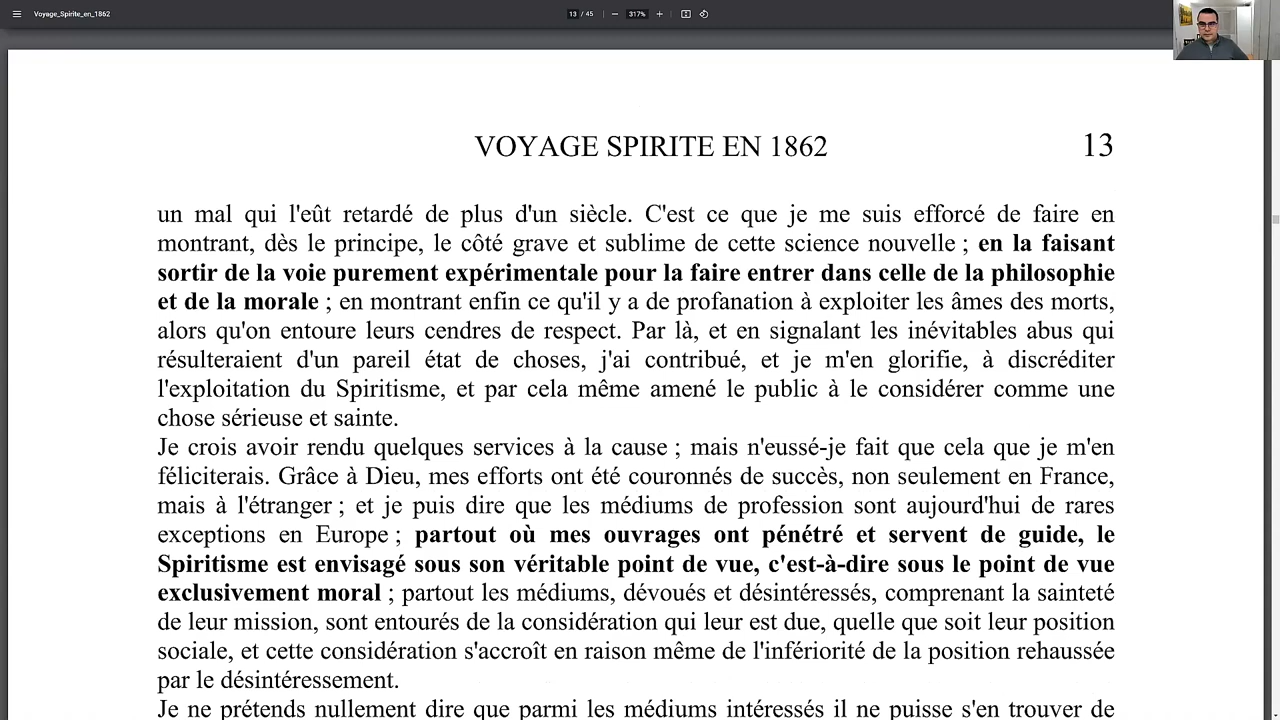 Voyage_Spirite_en_1862
13 / 45
317%
VOYAGE SPIRITE EN 1862
13
un mal qui l'eût retardé de plus d'un siècle. C'est ce que je me suis efforcé de faire en
montrant, dès le principe, le côté grave et sublime de cette science nouvelle ; en la faisant
sortir de la voie purement expérimentale pour la faire entrer dans celle de la philosophie
et de la morale ; en montrant enfin ce qu'il y a de profanation à exploiter les âmes des morts,
alors qu'on entoure leurs cendres de respect. Par là, et en signalant les inévitables abus qui
résulteraient d'un pareil état de choses, j'ai contribué, et je m'en glorifie, à discréditer
l'exploitation du Spiritisme, et par cela même amené le public à le considérer comme une
chose sérieuse et sainte.
Je crois avoir rendu quelques services à la cause ; mais n'eussé-je fait que cela que je m'en
féliciterais. Grâce à Dieu, mes efforts ont été couronnés de succès, non seulement en France,
mais à l'étranger ; et je puis dire que les médiums de profession sont aujourd'hui de rares
exceptions en Europe ; partout où mes ouvrages ont pénétré et servent de guide, le
Spiritisme est envisagé sous son véritable point de vue, c'est-à-dire sous le point de vue
exclusivement moral ; partout les médiums, dévoués et désintéressés, comprenant la sainteté
de leur mission, sont entourés de la considération qui leur est due, quelle que soit leur position
sociale, et cette considération s'accroît en raison même de l'infériorité de la position rehaussée
par le désintéressement.
Je ne prétends nullement dire que parmi les médiums intéressés il ne puisse s'en trouver de